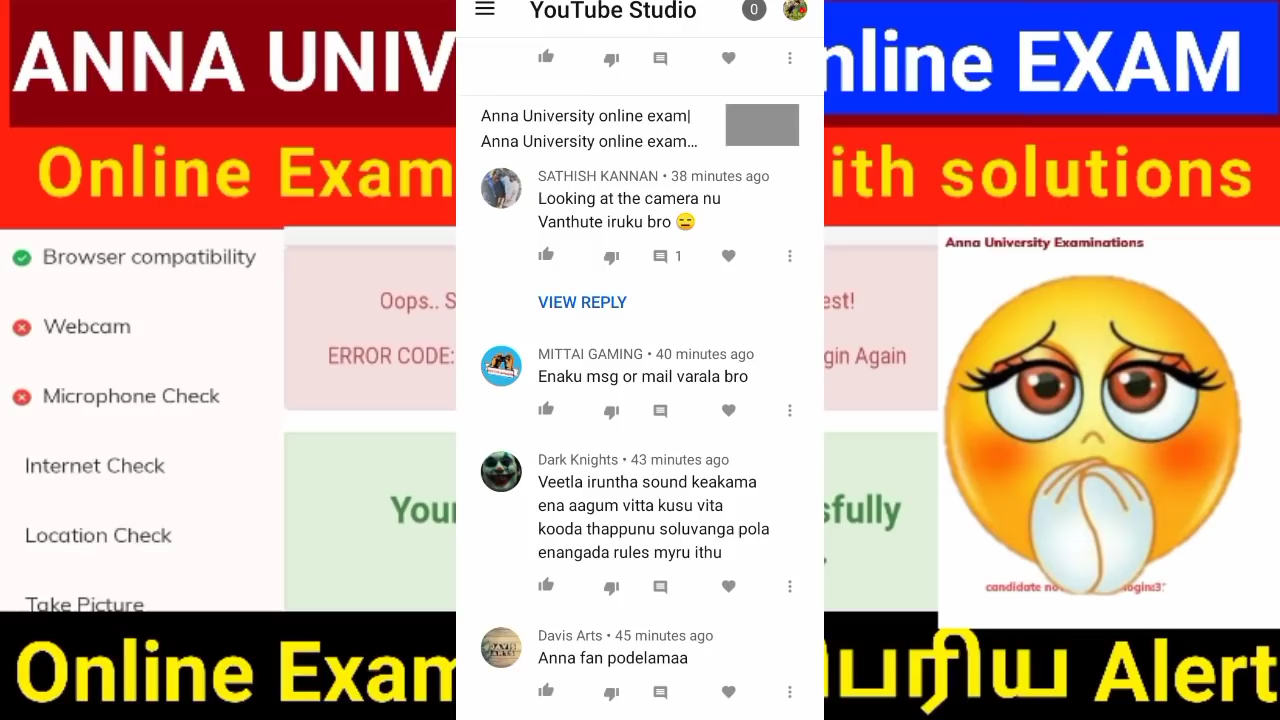 ANNA UNIV
nline EXAM
Online Exam
ith solutions
Browser compatibility
Webcam
Microphone Check
Internet Check
Location Check
Take Picture
Oops.. S
est!
ERROR CODE:
gin Again
Your
sfully
YouTube Studio
0
Anna University online exam|
Anna University online exam...
SATHISH KANNAN • 38 minutes ago
Looking at the camera nu
Vanthute iruku bro 😑
1
VIEW REPLY
MITTAI GAMING • 40 minutes ago
Enaku msg or mail varala bro
Dark Knights • 43 minutes ago
Veetla iruntha sound keakama
ena aagum vitta kusu vita
kooda thappunu soluvanga pola
enangada rules myru ithu
Davis Arts • 45 minutes ago
Anna fan podelamaa
Anna University Examinations
candidate no
Online Exam
பெரிய Alert